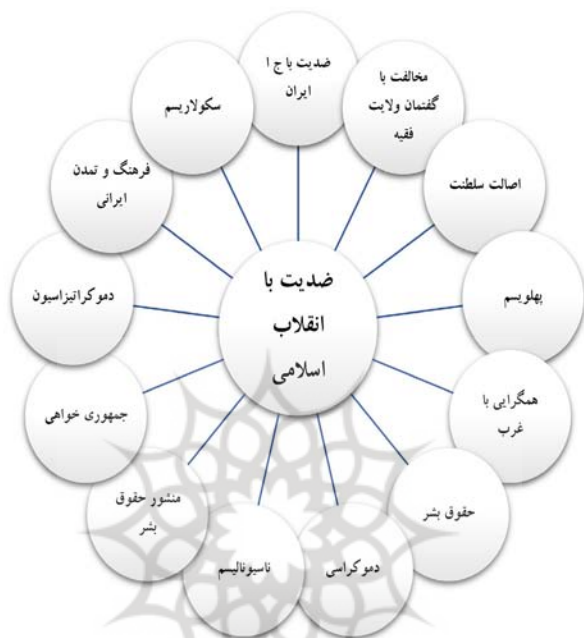 ضدیت با ج ا
ایران
مخالفت با
گفتمان ولایت
فقیه
اصالت سلطنت
پهلویسم
همگرایی با
غرب
حقوق بشر
دموکراسی
ناسیونالیسم
منشور حقوق
بشر
جمهوری خواهی
دموکراتیزاسیون
فرهنگ و تمدن
ایرانی
سکولاریسم
ضدیت با
انقلاب
اسلامی